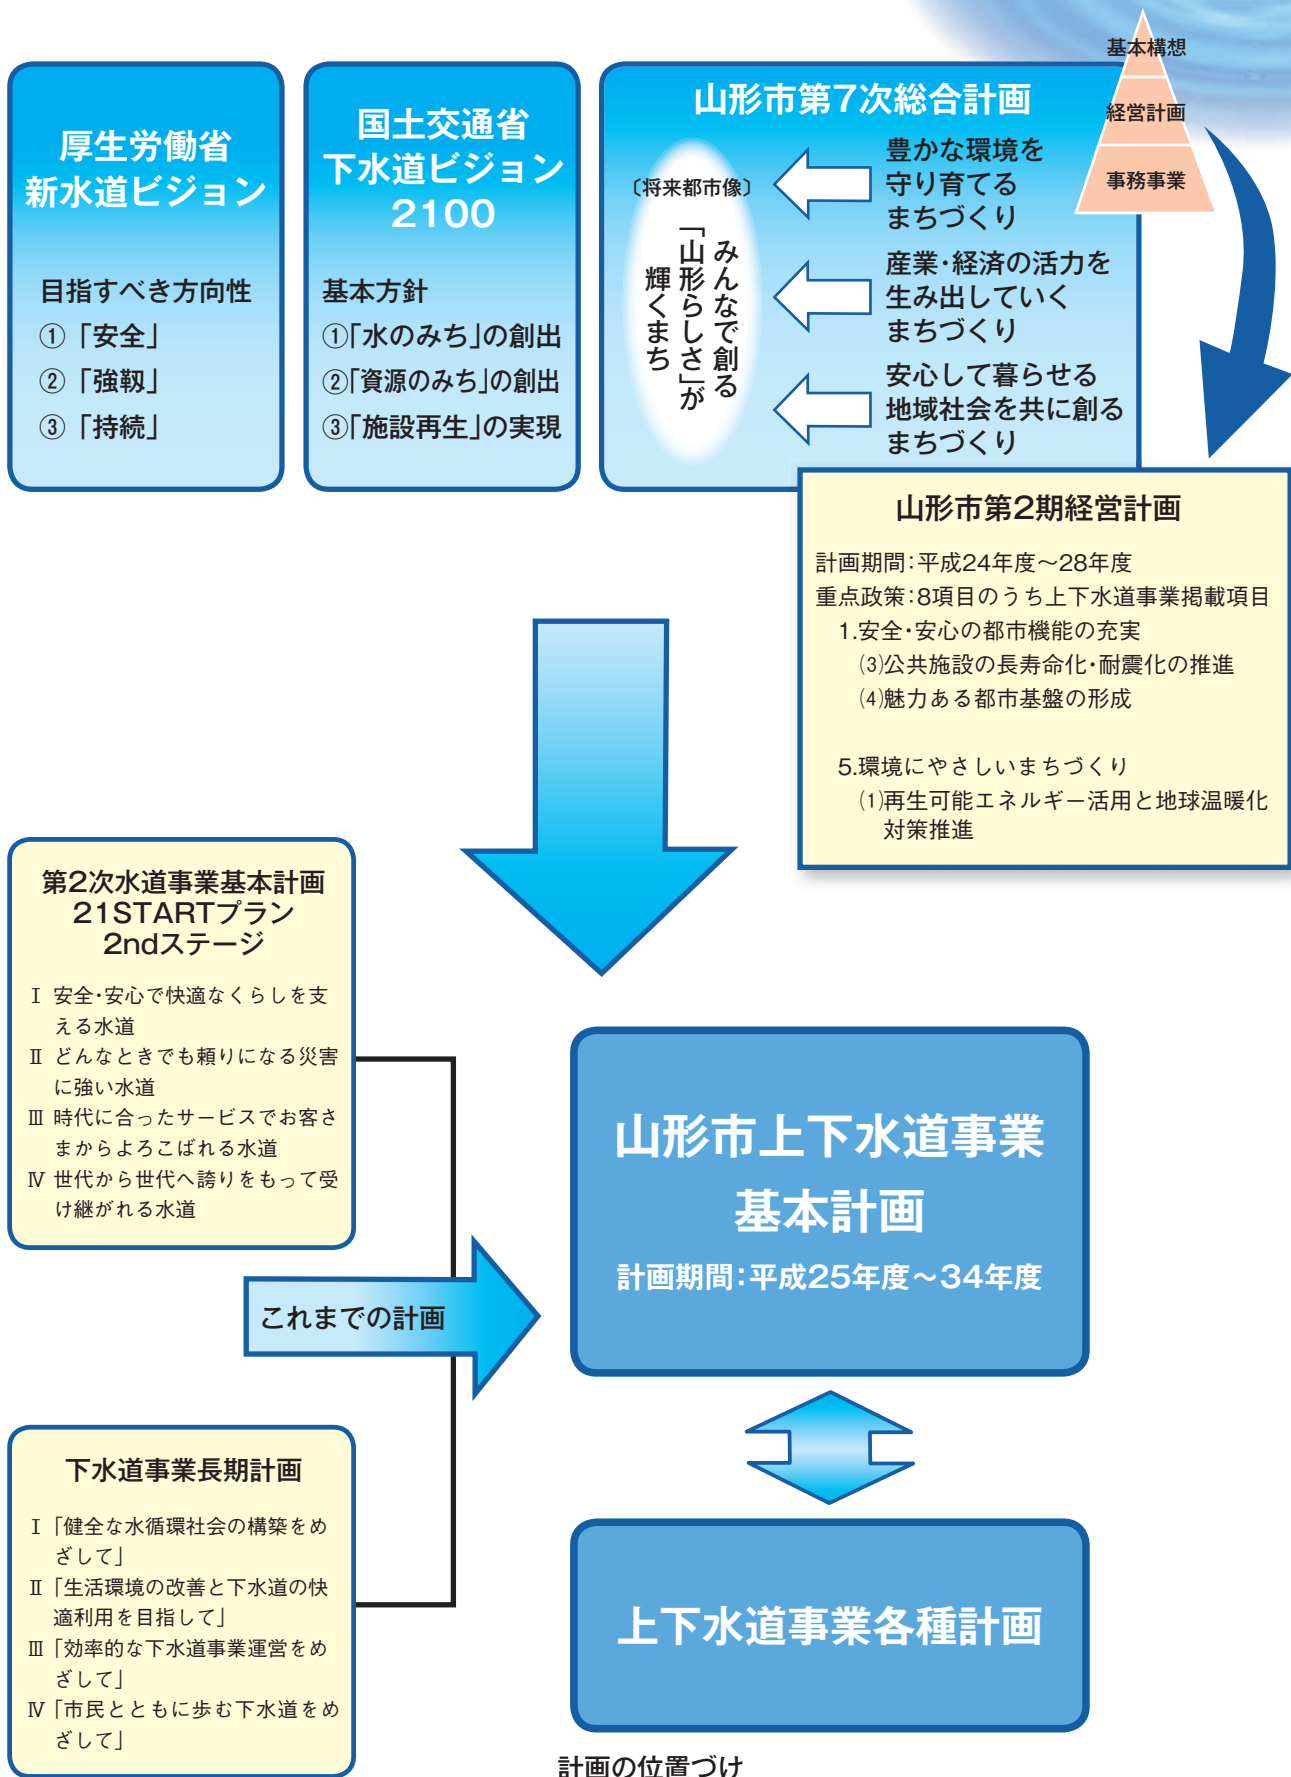 厚生労働省
新水道ビジョン
目指すべき方向性
①「安全」
②「強靱」
③「持続」
国土交通省
下水道ビジョン
2100
基本方針
①「水のみち」の創出
②「資源のみち」の創出
③「施設再生」の実現
山形市第7次総合計画
〔将来都市像〕
みんなで創る
「山形らしさ」が
輝くまち
豊かな環境を
守り育てる
まちづくり
産業・経済の活力を
生み出していく
まちづくり
安心して暮らせる
地域社会を共に創る
まちづくり
基本構想
経営計画
事務事業
山形市第2期経営計画
計画期間:平成24年度～28年度
重点政策:8項目のうち上下水道事業掲載項目
1.安全・安心の都市機能の充実
⑶公共施設の長寿命化・耐震化の推進
⑷魅力ある都市基盤の形成
5.環境にやさしいまちづくり
⑴再生可能エネルギー活用と地球温暖化
対策推進
第2次水道事業基本計画
21STARTプラン
2ndステージ
Ⅰ 安全・安心で快適なくらしを支
える水道
Ⅱ どんなときでも頼りになる災害
に強い水道
Ⅲ 時代に合ったサービスでお客さ
まからよろこばれる水道
Ⅳ 世代から世代へ誇りをもって受
け継がれる水道
これまでの計画
下水道事業長期計画
Ⅰ「健全な水循環社会の構築をめ
ざして」
Ⅱ「生活環境の改善と下水道の快
適利用を目指して」
Ⅲ「効率的な下水道事業運営をめ
ざして」
Ⅳ「市民とともに歩む下水道をめ
ざして」
山形市上下水道事業
基本計画
計画期間:平成25年度～34年度
上下水道事業各種計画
計画の位置づけ